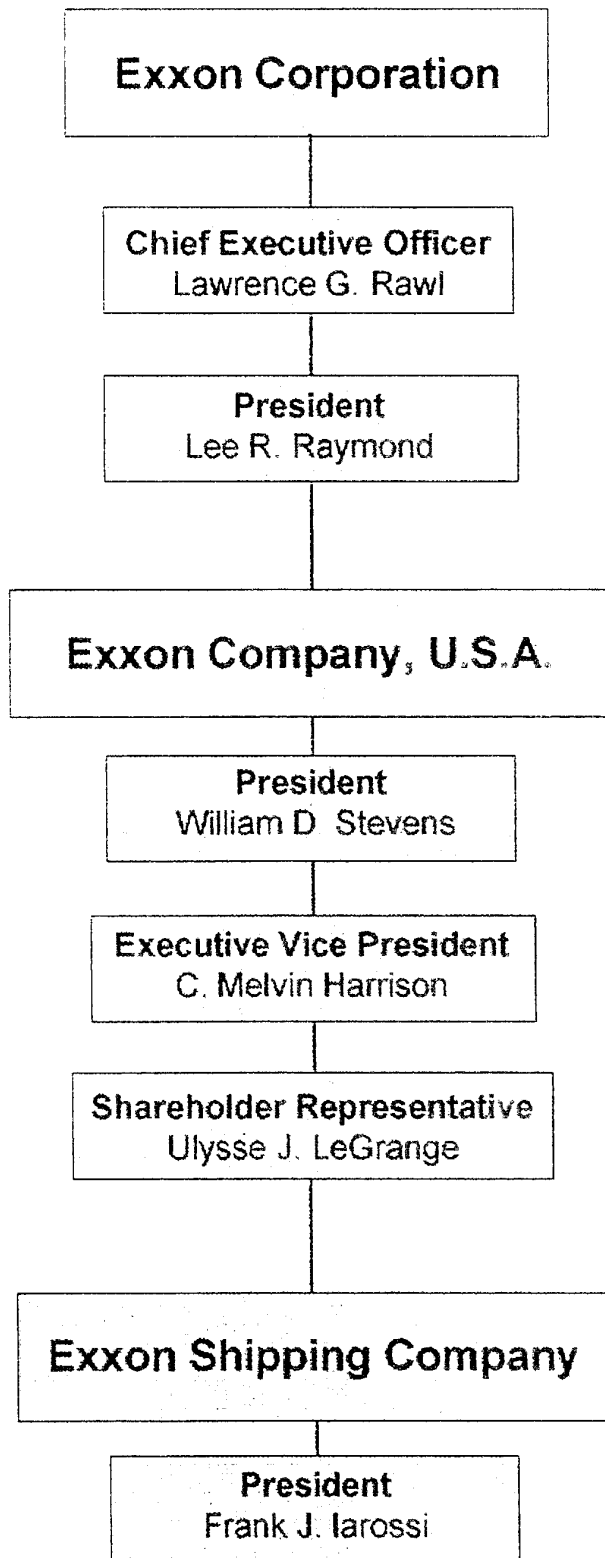 Exxon Corporation
Chief Executive Officer
Lawrence G. Rawl
President
Lee R. Raymond
Exxon Company, U.S.A.
President
William D Stevens
Executive Vice President
C. Melvin Harrison
Shareholder Representative
Ulysse J. LeGrange
Exxon Shipping Company
President
Frank J. Iarossi